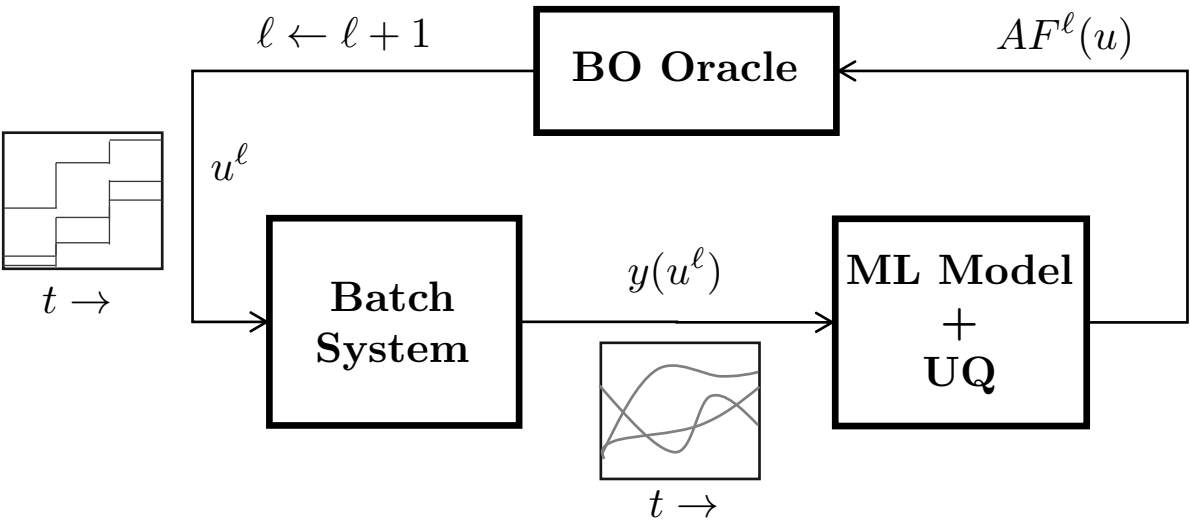 ℓ ← ℓ + 1
BO Oracle
AF^ℓ(u)
u^ℓ
t →
Batch
System
y(u^ℓ)
t →
ML Model
+
UQ